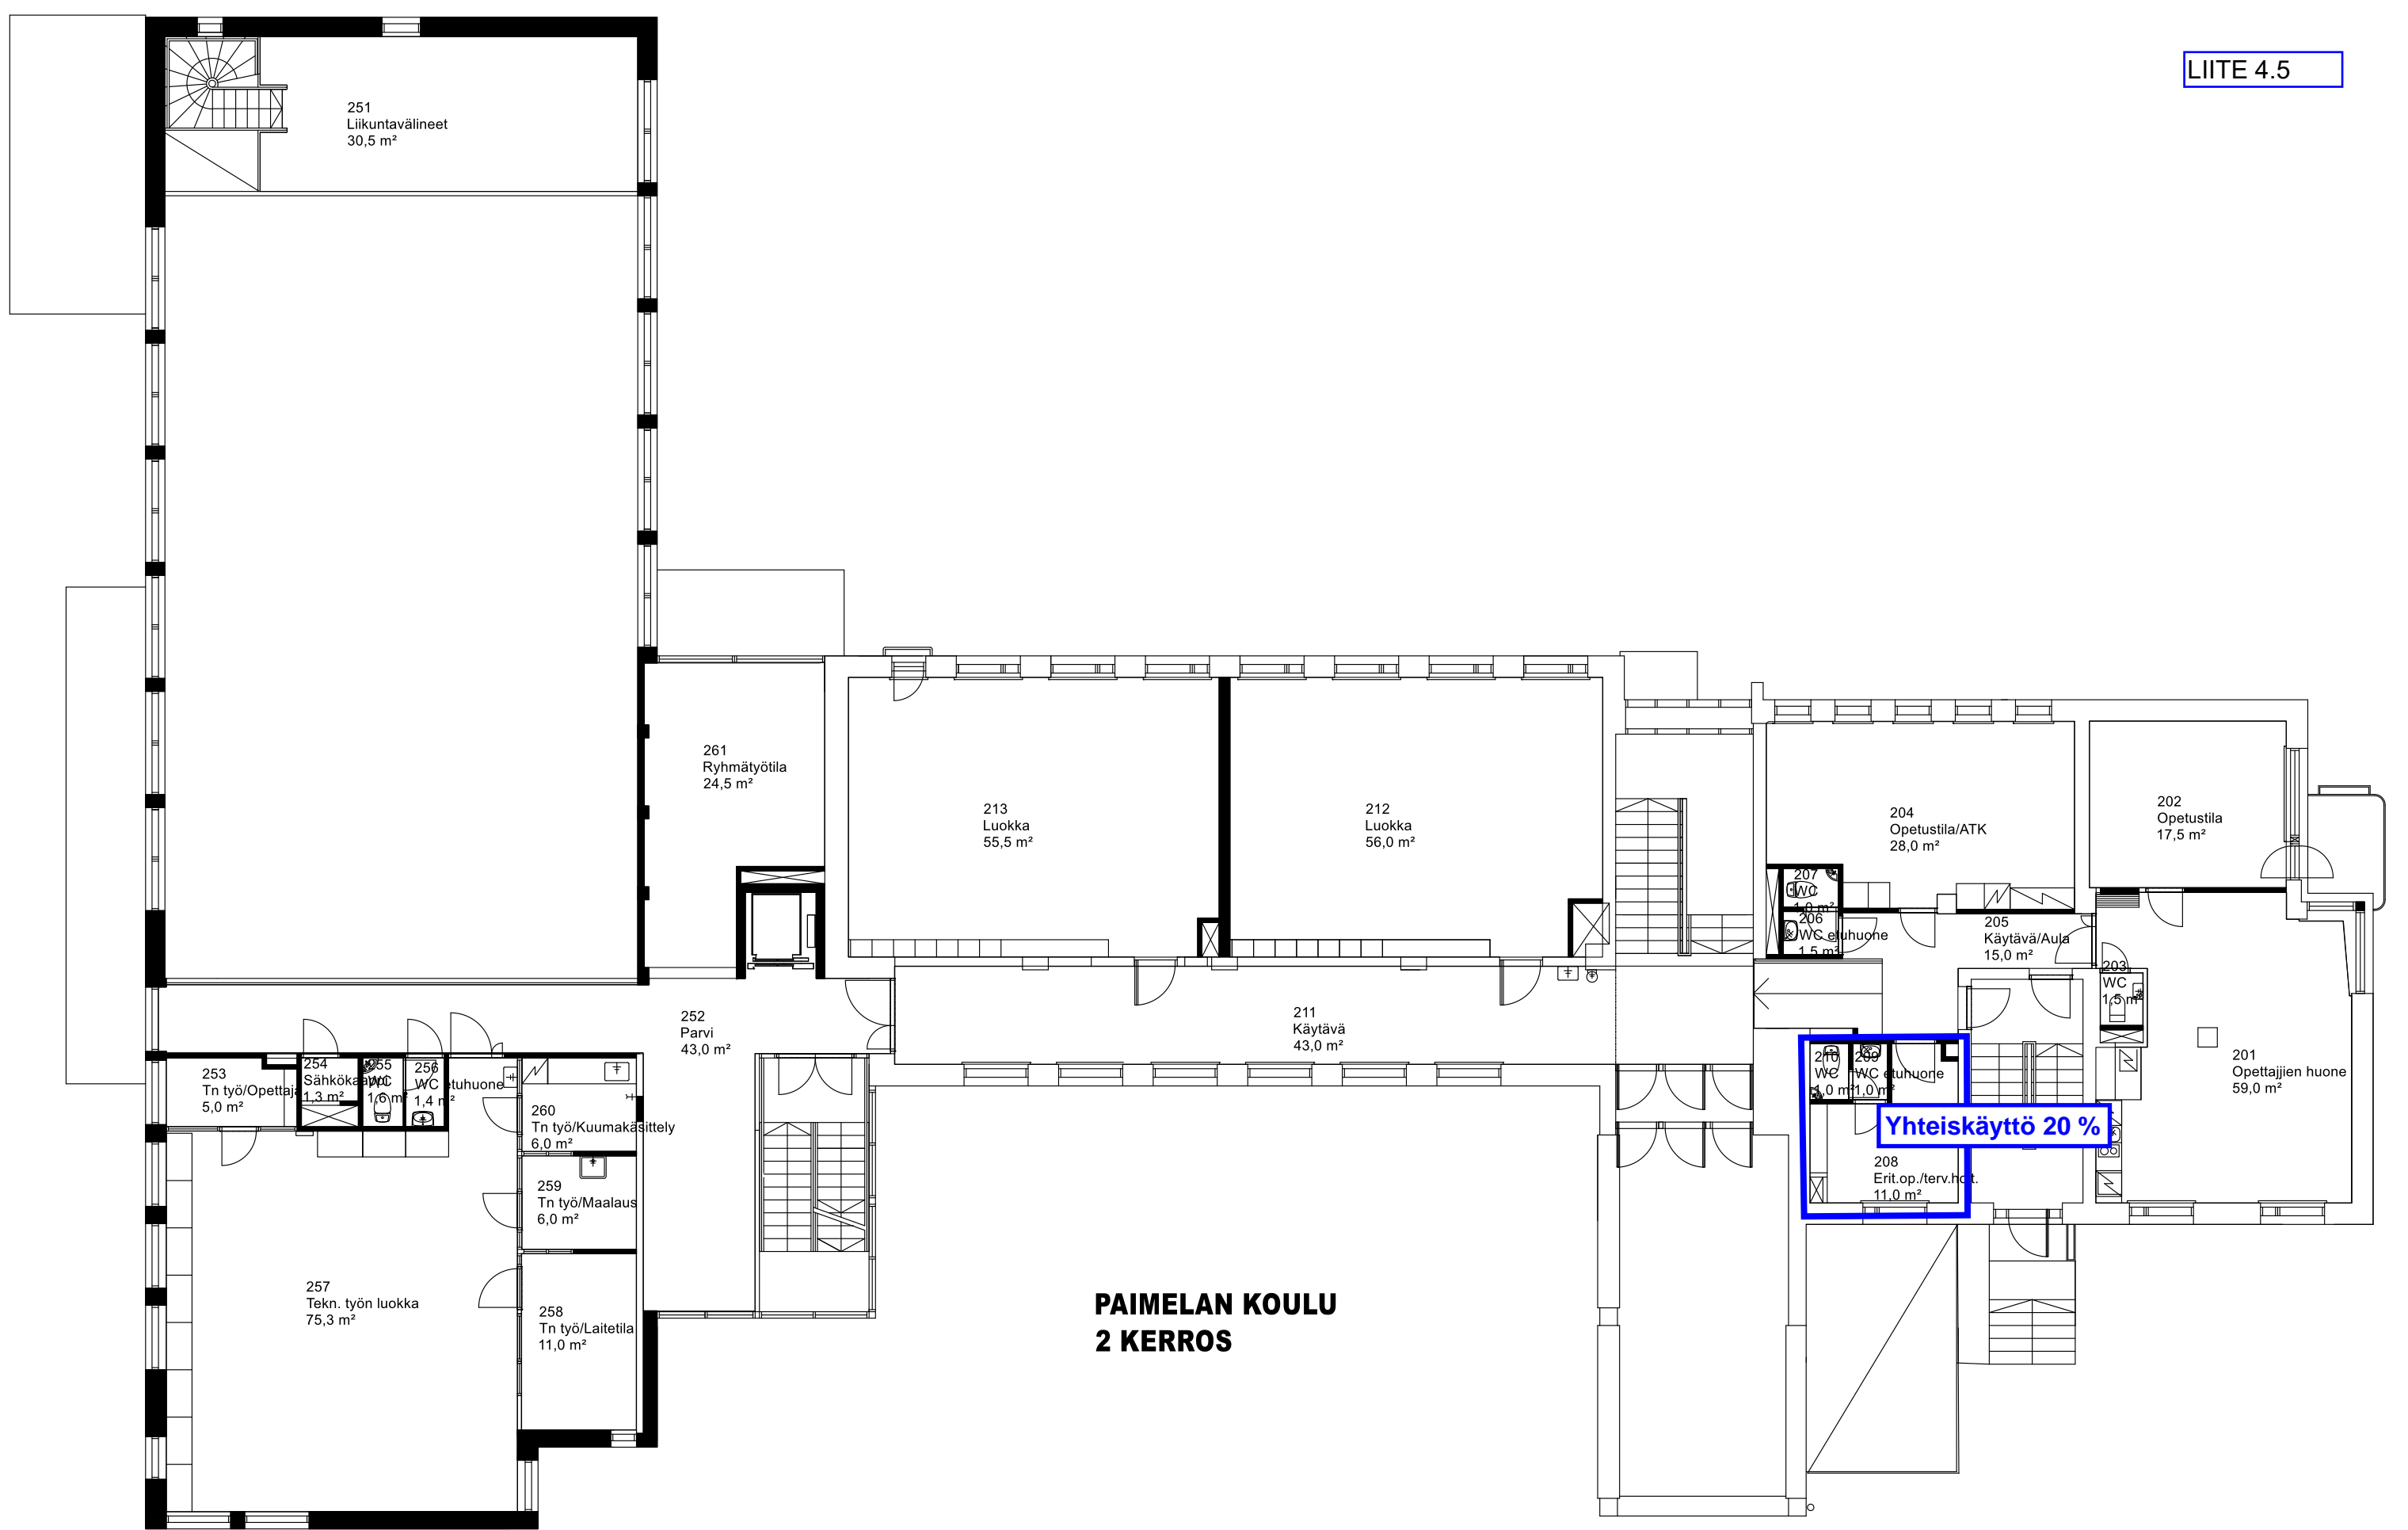 LIITE 4.5
251
Liikuntavälineet
30,5 m²
261
Ryhmätyötila
24,5 m²
213
Luokka
55,5 m²
212
Luokka
56,0 m²
204
Opetustila/ATK
28,0 m²
202
Opetustila
17,5 m²
207
WC
1,0 m²
206
WC etuhuone
1,5 m²
205
Käytävä/Aula
15,0 m²
203
WC
1,5 m²
252
Parvi
43,0 m²
211
Käytävä
43,0 m²
201
Opettajien huone
59,0 m²
253
Tn työ/Opettaja
5,0 m²
254
Sähkökaappi
1,3 m²
255
WC
1,6 m²
256
WC etuhuone
1,4 m²
260
Tn työ/Kuumakäsittely
6,0 m²
259
Tn työ/Maalaus
6,0 m²
258
Tn työ/Laitetila
11,0 m²
257
Tekn. työn luokka
75,3 m²
210
WC
1,0 m²
209
WC etuhuone
1,0 m²
Yhteiskäyttö 20 %
208
Erit.op./terv.hoit.
11,0 m²
PAIMELAN KOULU
2 KERROS